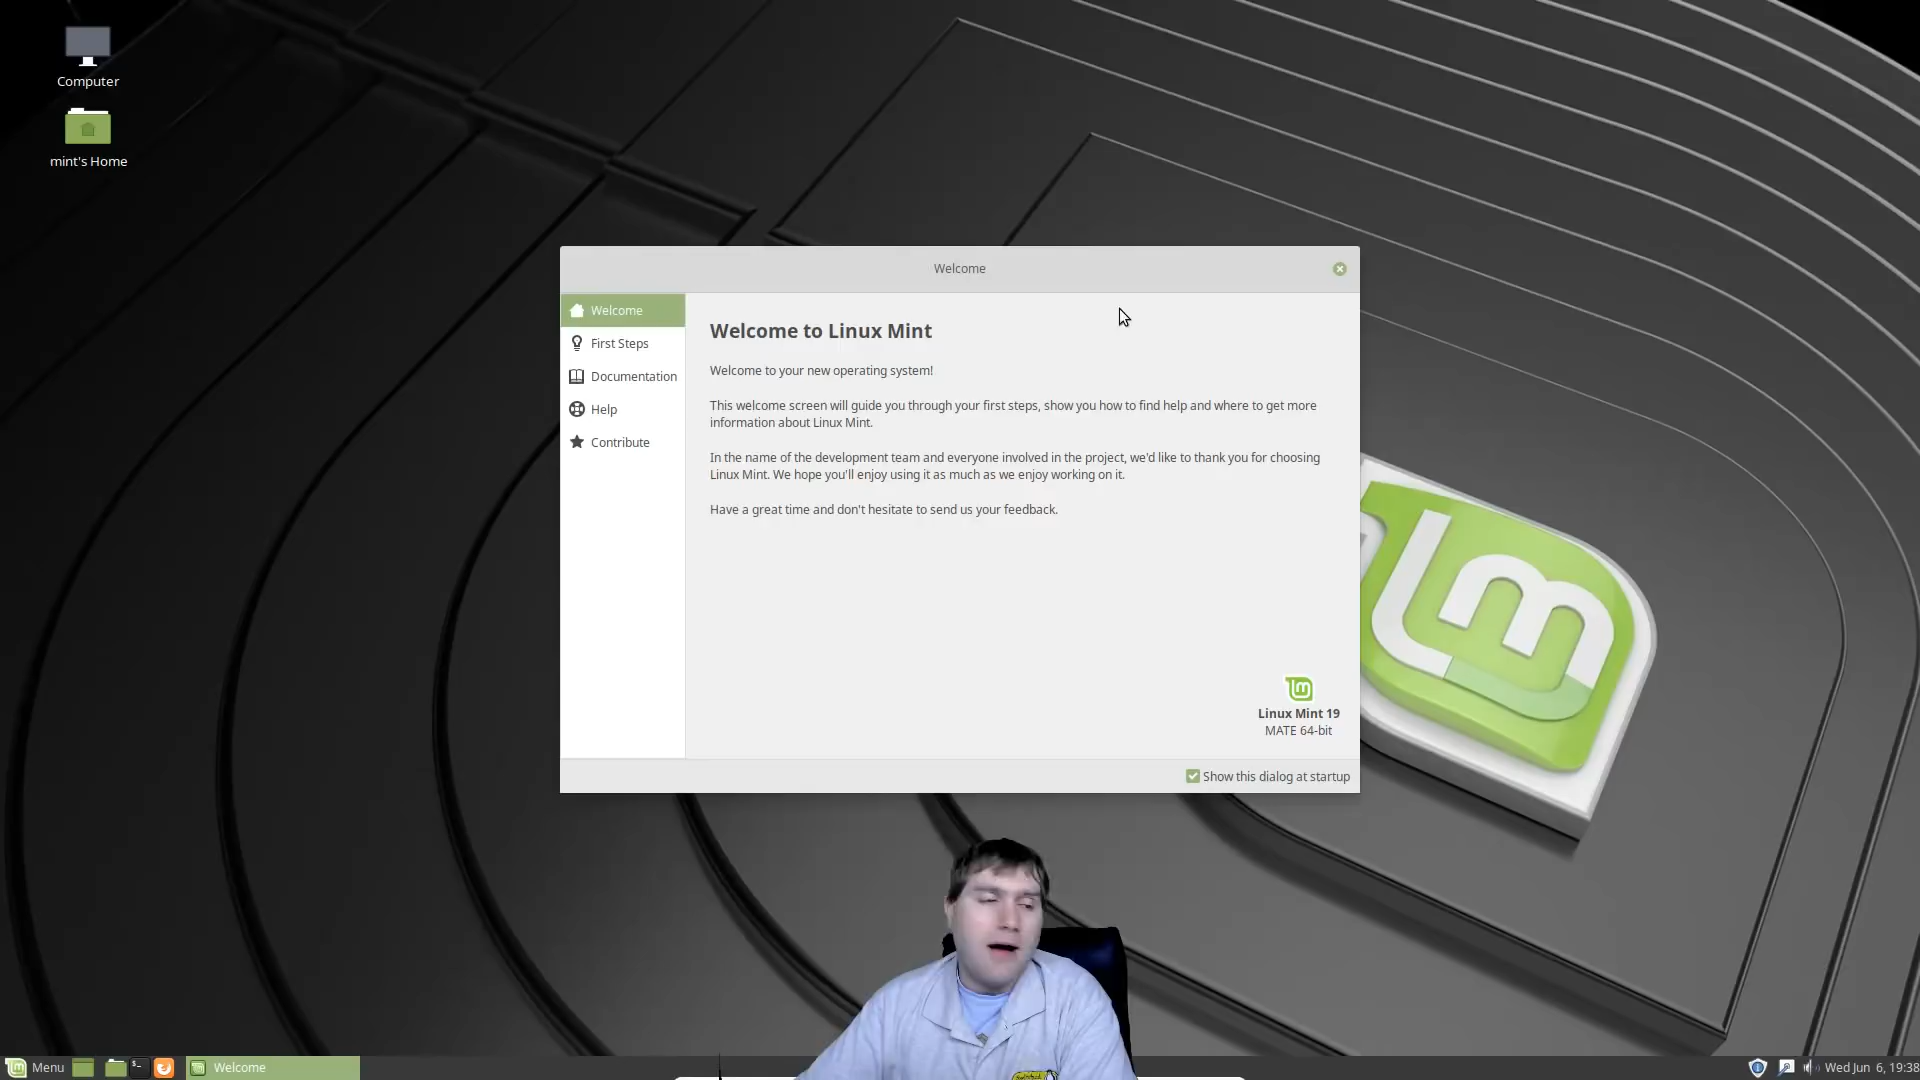 Computer
mint's Home
Welcome
Welcome
First Steps
Documentation
Help
Contribute
Welcome to Linux Mint
Welcome to your new operating system!
This welcome screen will guide you through your first steps, show you how to find help and where to get more
information about Linux Mint.
In the name of the development team and everyone involved in the project, we'd like to thank you for choosing
Linux Mint. We hope you'll enjoy using it as much as we enjoy working on it.
Have a great time and don't hesitate to send us your feedback.
Linux Mint 19
MATE 64-bit
Show this dialog at startup
Menu
Welcome
Wed Jun 6, 19:38